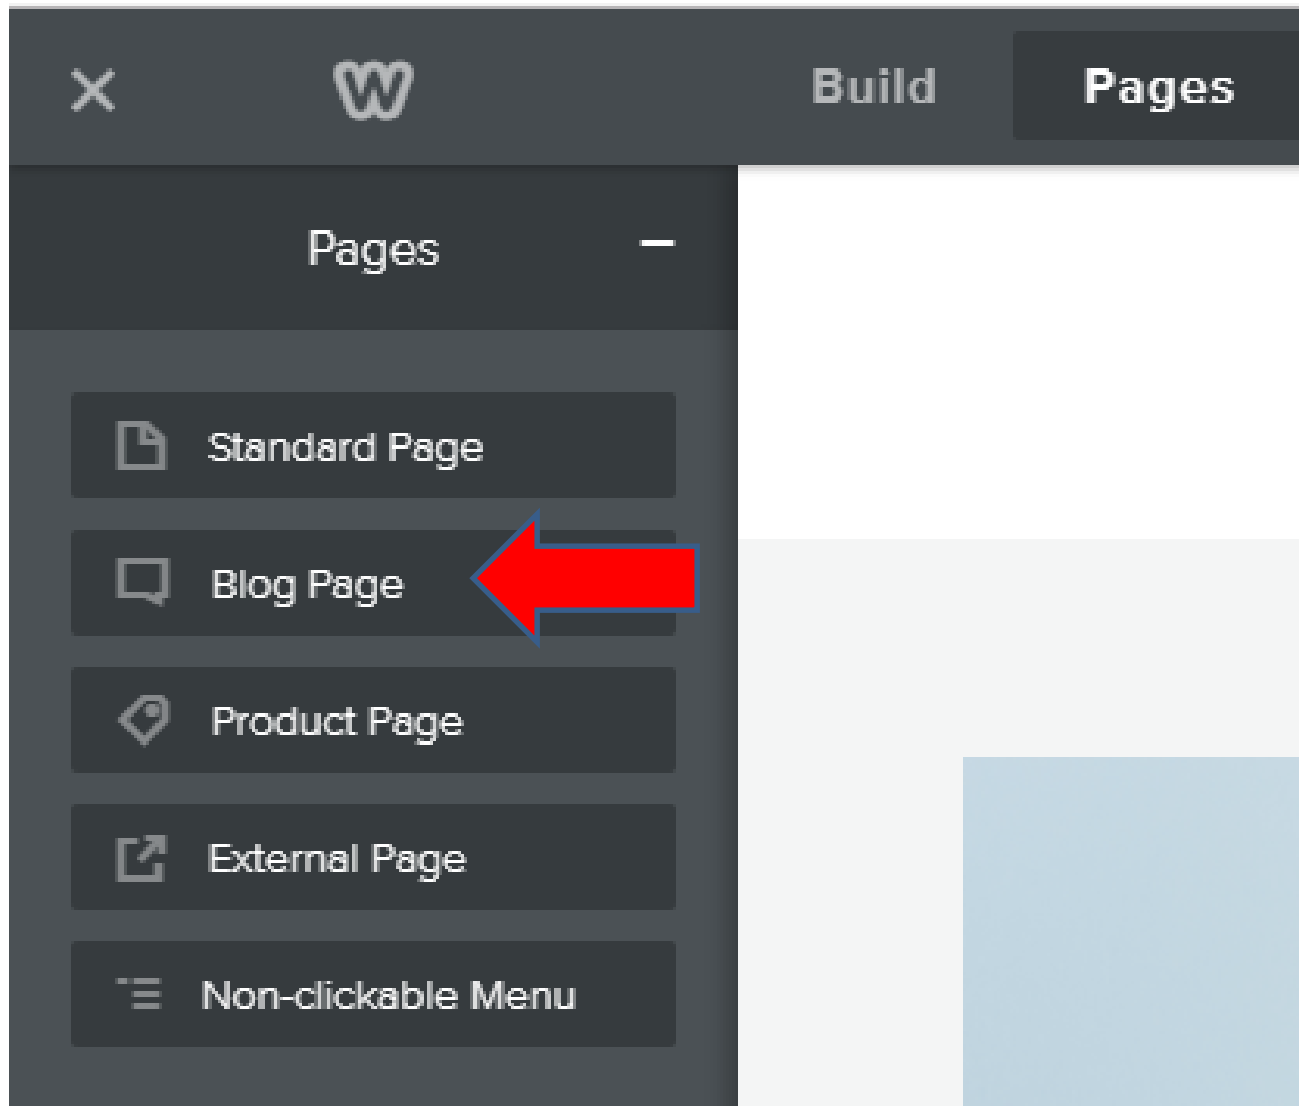 Build Pages
Pages
Standard Page
Blog Page
Product Page
External Page
Non-clickable Menu